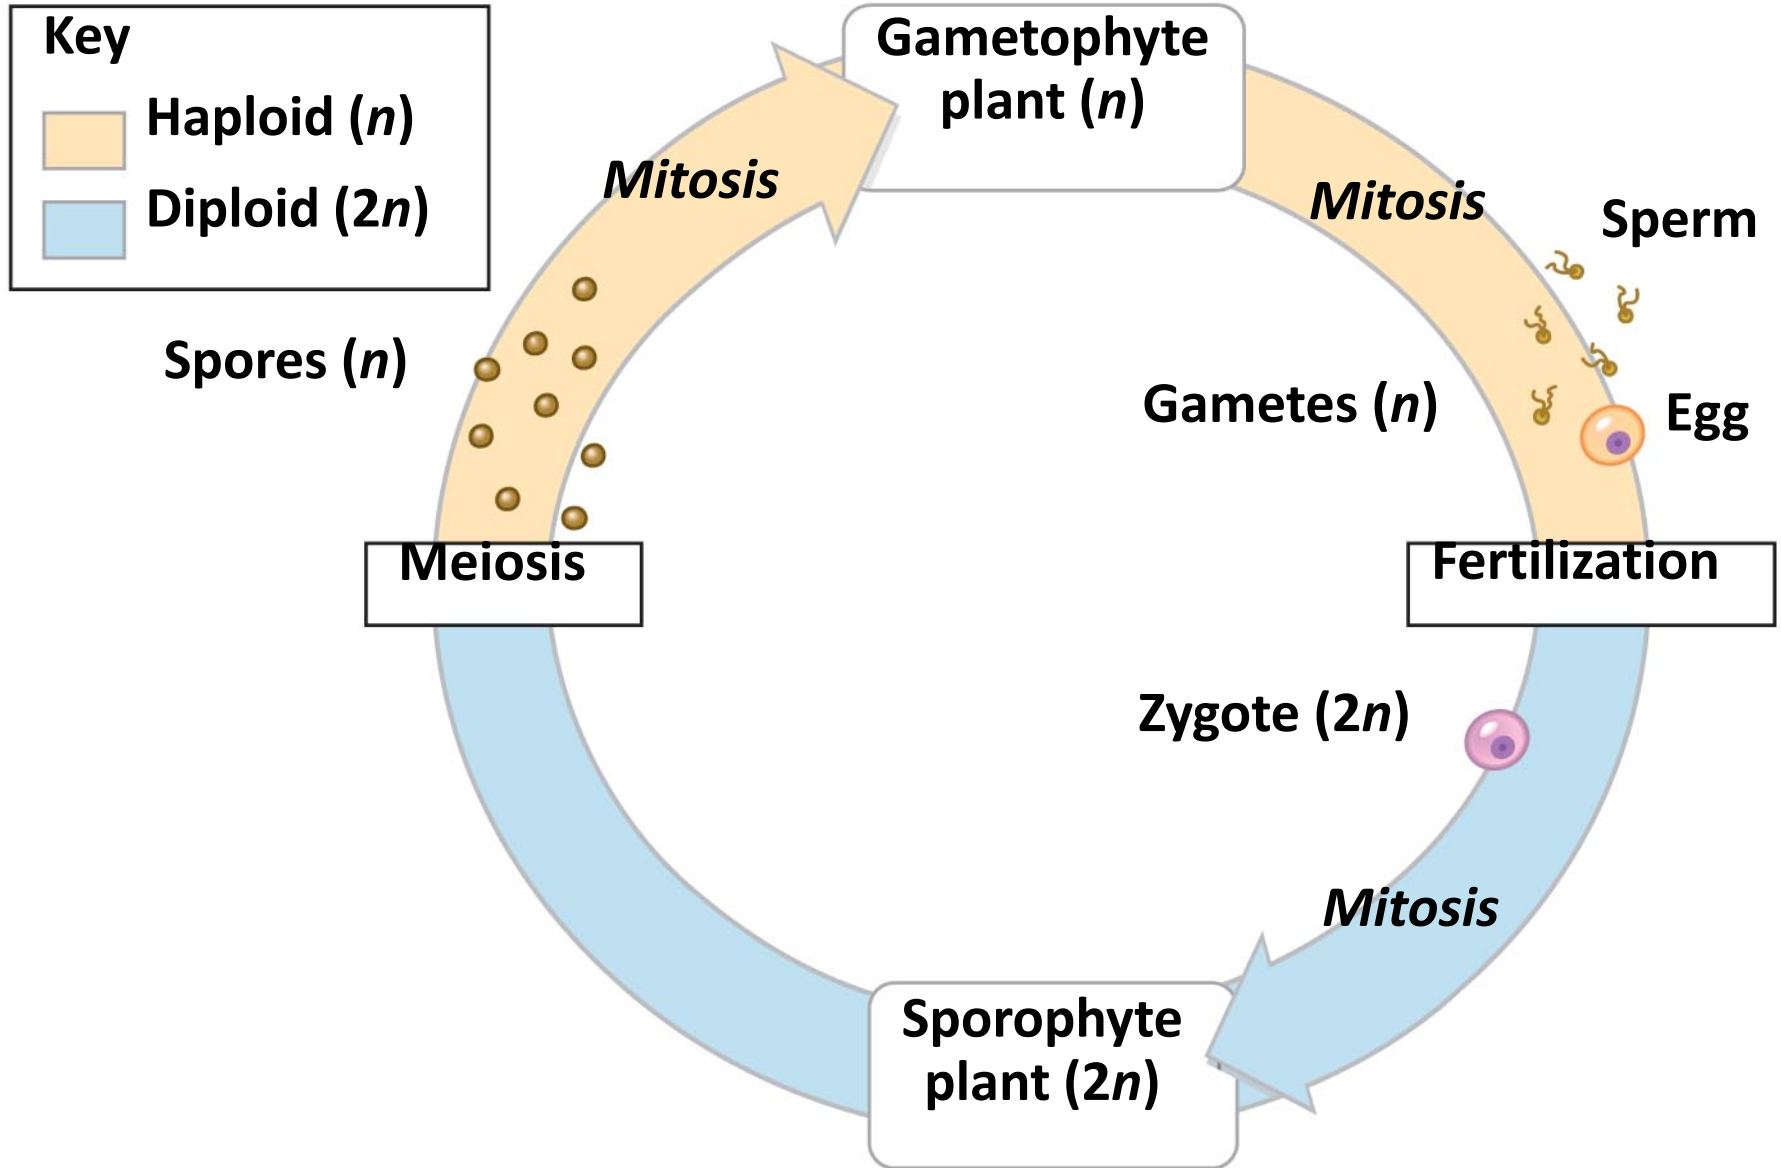 Key
Haploid (n)
Diploid (2n)
Gametophyte
plant (n)
Mitosis
Mitosis
Sperm
Spores (n)
Gametes (n)
Egg
Meiosis
Fertilization
Zygote (2n)
Mitosis
Sporophyte
plant (2n)